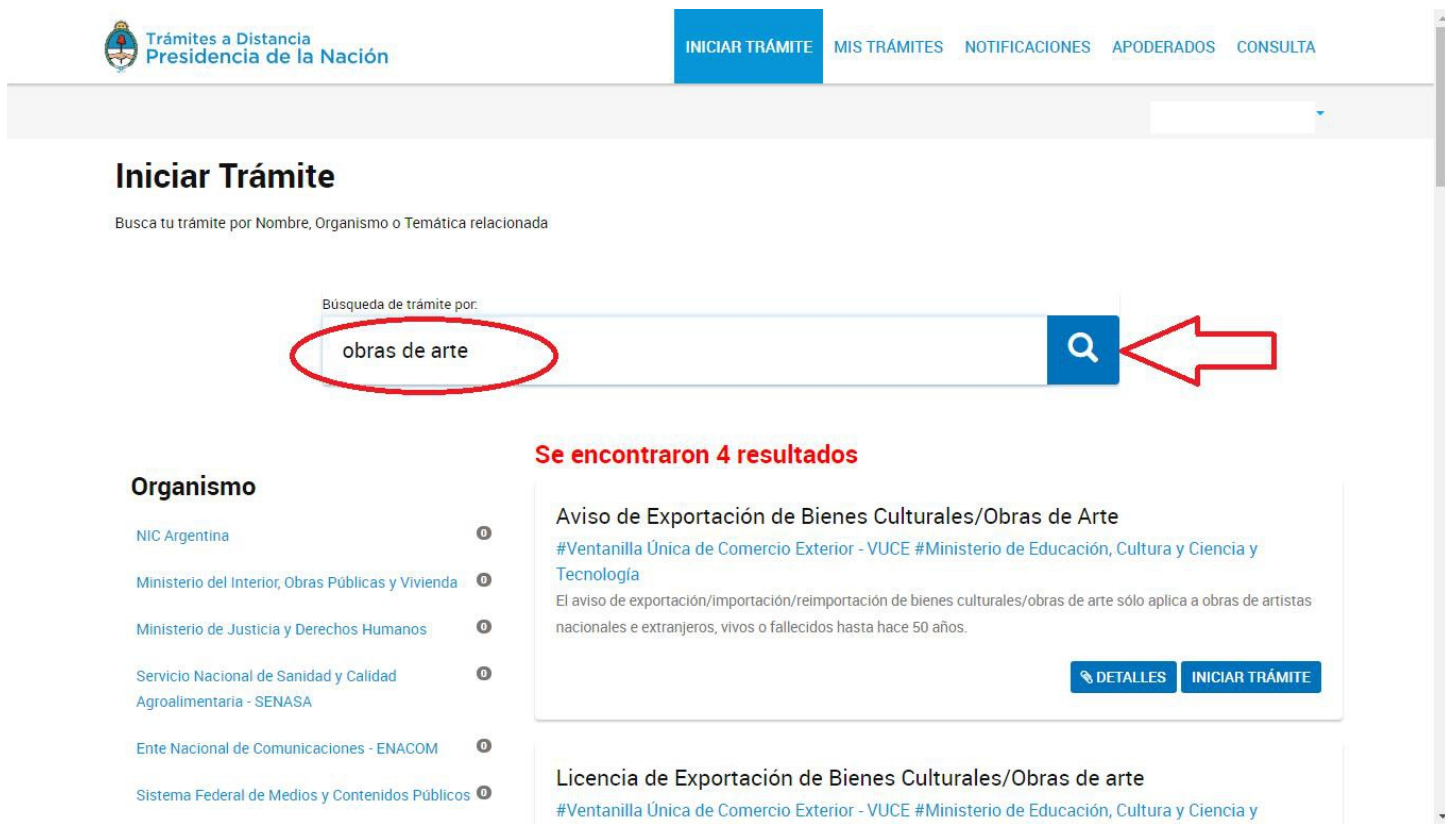 Trámites a Distancia
Presidencia de la Nación
INICIAR TRÁMITE MIS TRÁMITES NOTIFICACIONES APODERADOS CONSULTA
Iniciar Trámite
Busca tu trámite por Nombre, Organismo o Temática relacionada
Búsqueda de trámite por:
obras de arte
Organismo
NIC Argentina 0
Ministerio del Interior, Obras Públicas y Vivienda 0
Ministerio de Justicia y Derechos Humanos 0
Servicio Nacional de Sanidad y Calidad 0
Agroalimentaria - SENASA
Ente Nacional de Comunicaciones - ENACOM 0
Sistema Federal de Medios y Contenidos Públicos 0
Se encontraron 4 resultados
Aviso de Exportación de Bienes Culturales/Obras de Arte
#Ventanilla Única de Comercio Exterior - VUCE #Ministerio de Educación, Cultura y Ciencia y
Tecnología
El aviso de exportación/importación/reimportación de bienes culturales/obras de arte sólo aplica a obras de artistas
nacionales e extranjeros, vivos o fallecidos hasta hace 50 años.
DETALLES INICIAR TRÁMITE
Licencia de Exportación de Bienes Culturales/Obras de arte
#Ventanilla Única de Comercio Exterior - VUCE #Ministerio de Educación, Cultura y Ciencia y